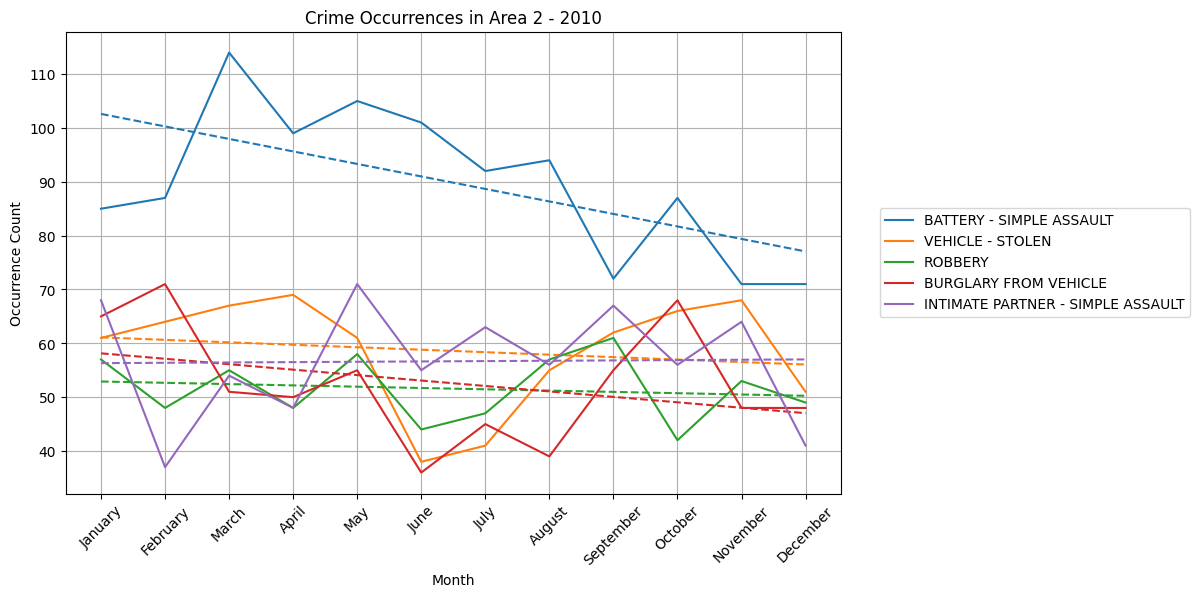 Crime Occurrences in Area 2 - 2010
Occurrence Count
110
100
90
80
70
60
50
40
January
February
March
April
May
June
July
August
September
October
November
December
Month
BATTERY - SIMPLE ASSAULT
VEHICLE - STOLEN
ROBBERY
BURGLARY FROM VEHICLE
INTIMATE PARTNER - SIMPLE ASSAULT